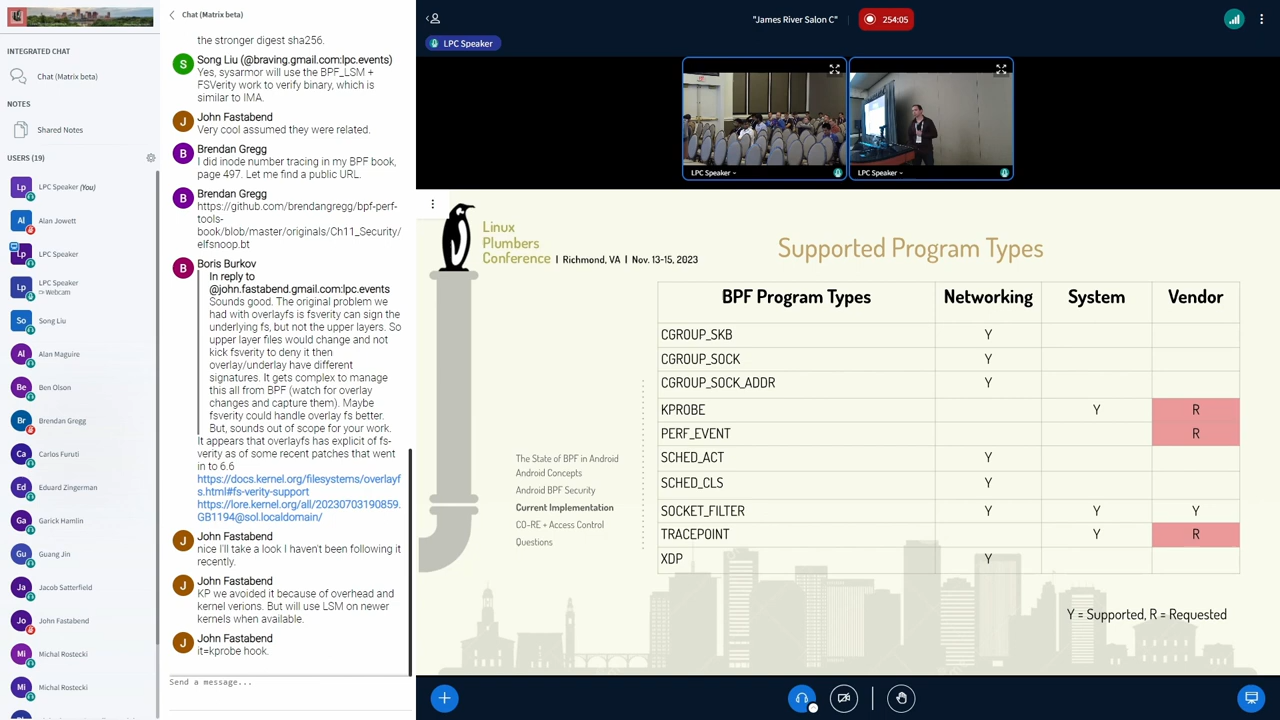 INTEGRATED CHAT
Chat (Matrix beta)
NOTES
Shared Notes
USERS (19)
Lp LPC Speaker (You)
Al Alan Jowett
Lp LPC Speaker
Lp LPC Speaker
Webcam
So Song Liu
Al Alan Maguire
Be Ben Olson
Br Brendan Gregg
Ca Carlos Furuti
Ed Eduard Zingerman
Ga Garick Hamlin
Gu Guang Jin
Ja Jacob Satterfield
Jo John Fastabend
Mi Michal Rostecki
Mi Michal Rostecki
Chat (Matrix beta)
the stronger digest sha256.
S Song Liu (@braving.gmail.com:lpc.events)
Yes, sysarmor will use the BPF_LSM +
FSVerity work to verify binary, which is
similar to IMA.
J John Fastabend
Very cool assumed they were related.
B Brendan Gregg
I did inode number tracing in my BPF book,
page 497. Let me find a public URL.
B Brendan Gregg
https://github.com/brendangregg/bpf-perf-
tools-
book/blob/master/originals/Ch11_Security/
elfsnoop.bt
B Boris Burkov
In reply to
@john.fastabend.gmail.com:lpc.events
Sounds good. The original problem we
had with overlayfs is fsverity can sign the
underlying fs, but not the upper layers. So
upper layer files would change and not
kick fsverity to deny it then
overlay/underlay have different
signatures. It gets complex to manage
this all from BPF (watch for overlay
changes and capture them). Maybe
fsverity could handle overlay fs better.
But, sounds out of scope for your work.
It appears that overlayfs has explicit of fs-
verity as of some recent patches that went
in to 6.6
https://docs.kernel.org/filesystems/overlayf
s.html#fs-verity-support
https://lore.kernel.org/all/20230703190859.
GB1194@sol.localdomain/
J John Fastabend
nice I'll take a look I haven't been following it
recently.
J John Fastabend
KP we avoided it because of overhead and
kernel verions. But will use LSM on newer
kernels when available.
J John Fastabend
it=kprobe hook.
Send a message...
"James River Salon C"
254:05
LPC Speaker
LPC Speaker
LPC Speaker
Linux
Plumbers
Conference | Richmond, VA | Nov. 13-15, 2023
Supported Program Types
BPF Program Types Networking System Vendor
CGROUP_SKB Y
CGROUP_SOCK Y
CGROUP_SOCK_ADDR Y
KPROBE Y R
PERF_EVENT R
SCHED_ACT Y
SCHED_CLS Y
SOCKET_FILTER Y Y Y
TRACEPOINT Y R
XDP Y
The State of BPF in Android
Android Concepts
Android BPF Security
Current Implementation
CO-RE + Access Control
Questions
Y = Supported, R = Requested